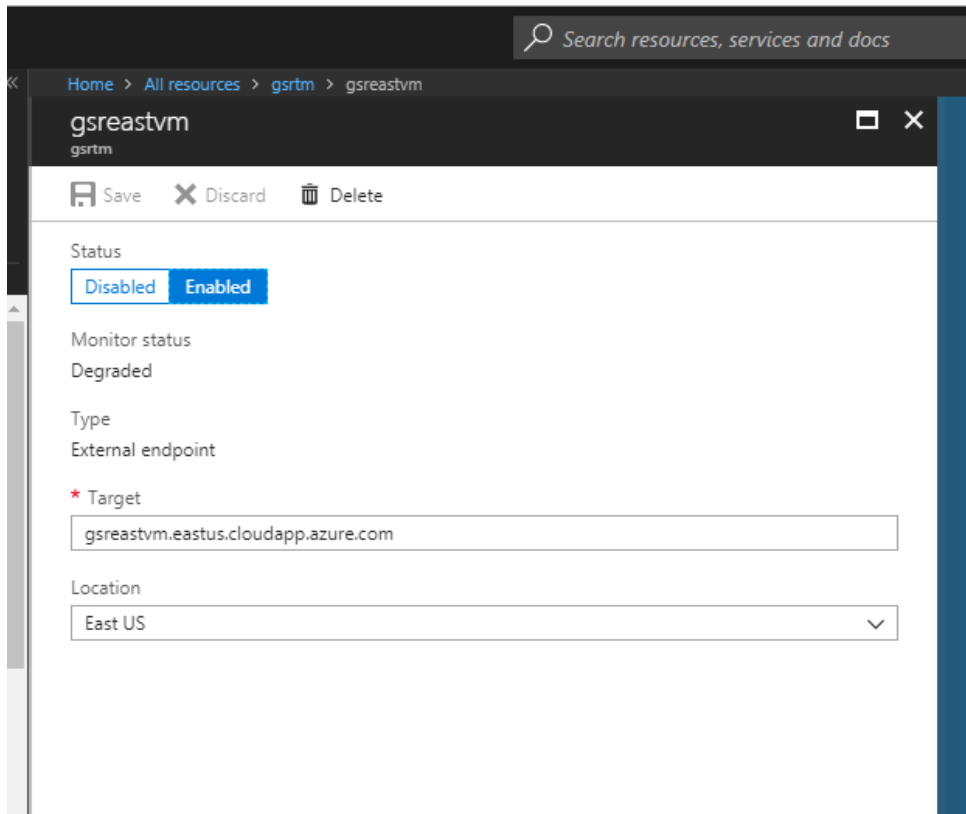 Search resources, services and docs
« Home > All resources > gsrtm > gsreastvm
gsreastvm
gsrtm
Save Discard Delete
Status
Disabled Enabled
Monitor status
Degraded
Type
External endpoint
* Target
gsreastvm.eastus.cloudapp.azure.com
Location
East US